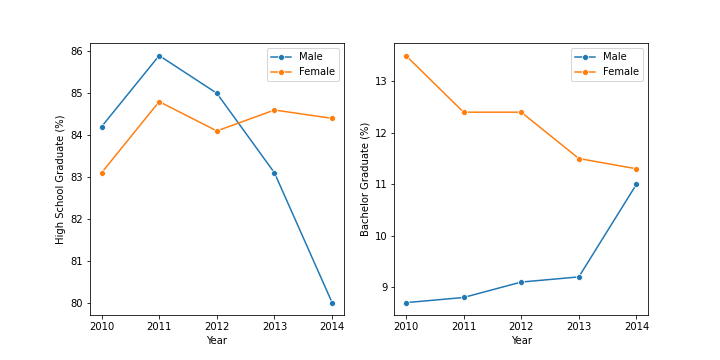 High School Graduate (%)
86
85
84
83
82
81
80
2010 2011 2012 2013 2014
Year
Male
Female
Bachelor Graduate (%)
13
12
11
10
9
2010 2011 2012 2013 2014
Year
Male
Female